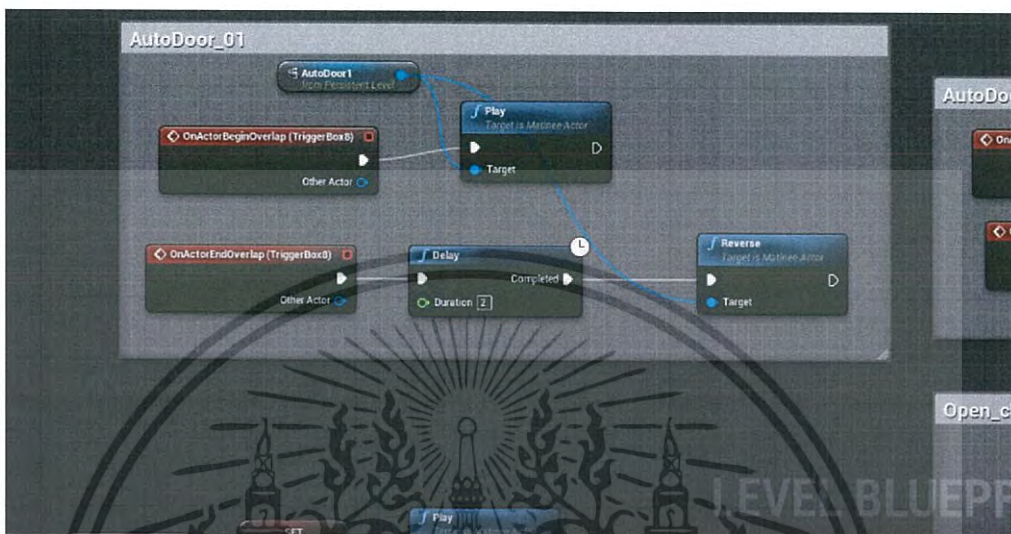 AutoDoor_01
AutoDoor1
from Persistent Level
Play
Target is Matinee Actor
AutoDo
OnActorBeginOverlap (TriggerBox8)
Target
Other Actor
OnActorEndOverlap (TriggerBox8)
Delay
Reverse
Target is Matinee Actor
Completed
Other Actor
Duration 2
Target
Open_c
LEVEL BLUEPR
SET
Play